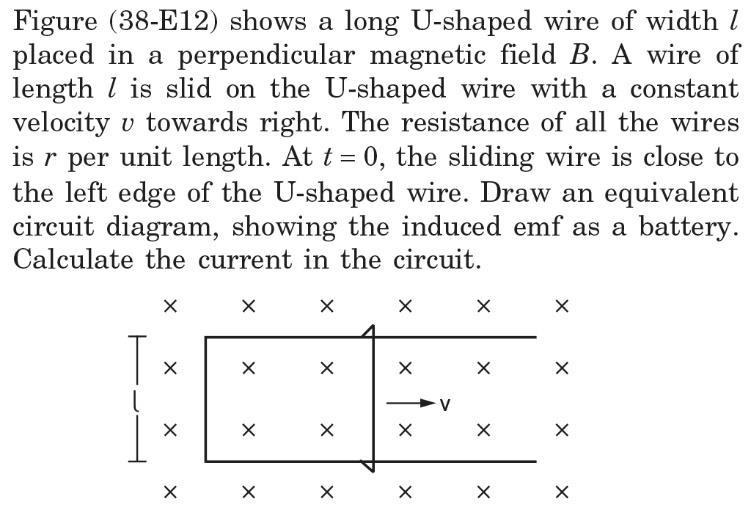 Figure (38-E12) shows a long U-shaped wire of width l
placed in a perpendicular magnetic field B. A wire of
length l is slid on the U-shaped wire with a constant
velocity v towards right. The resistance of all the wires
is r per unit length. At t = 0, the sliding wire is close to
the left edge of the U-shaped wire. Draw an equivalent
circuit diagram, showing the induced emf as a battery.
Calculate the current in the circuit.
× × × × × ×
× × × × × ×
l
v
× × × × × ×
× × × × × ×